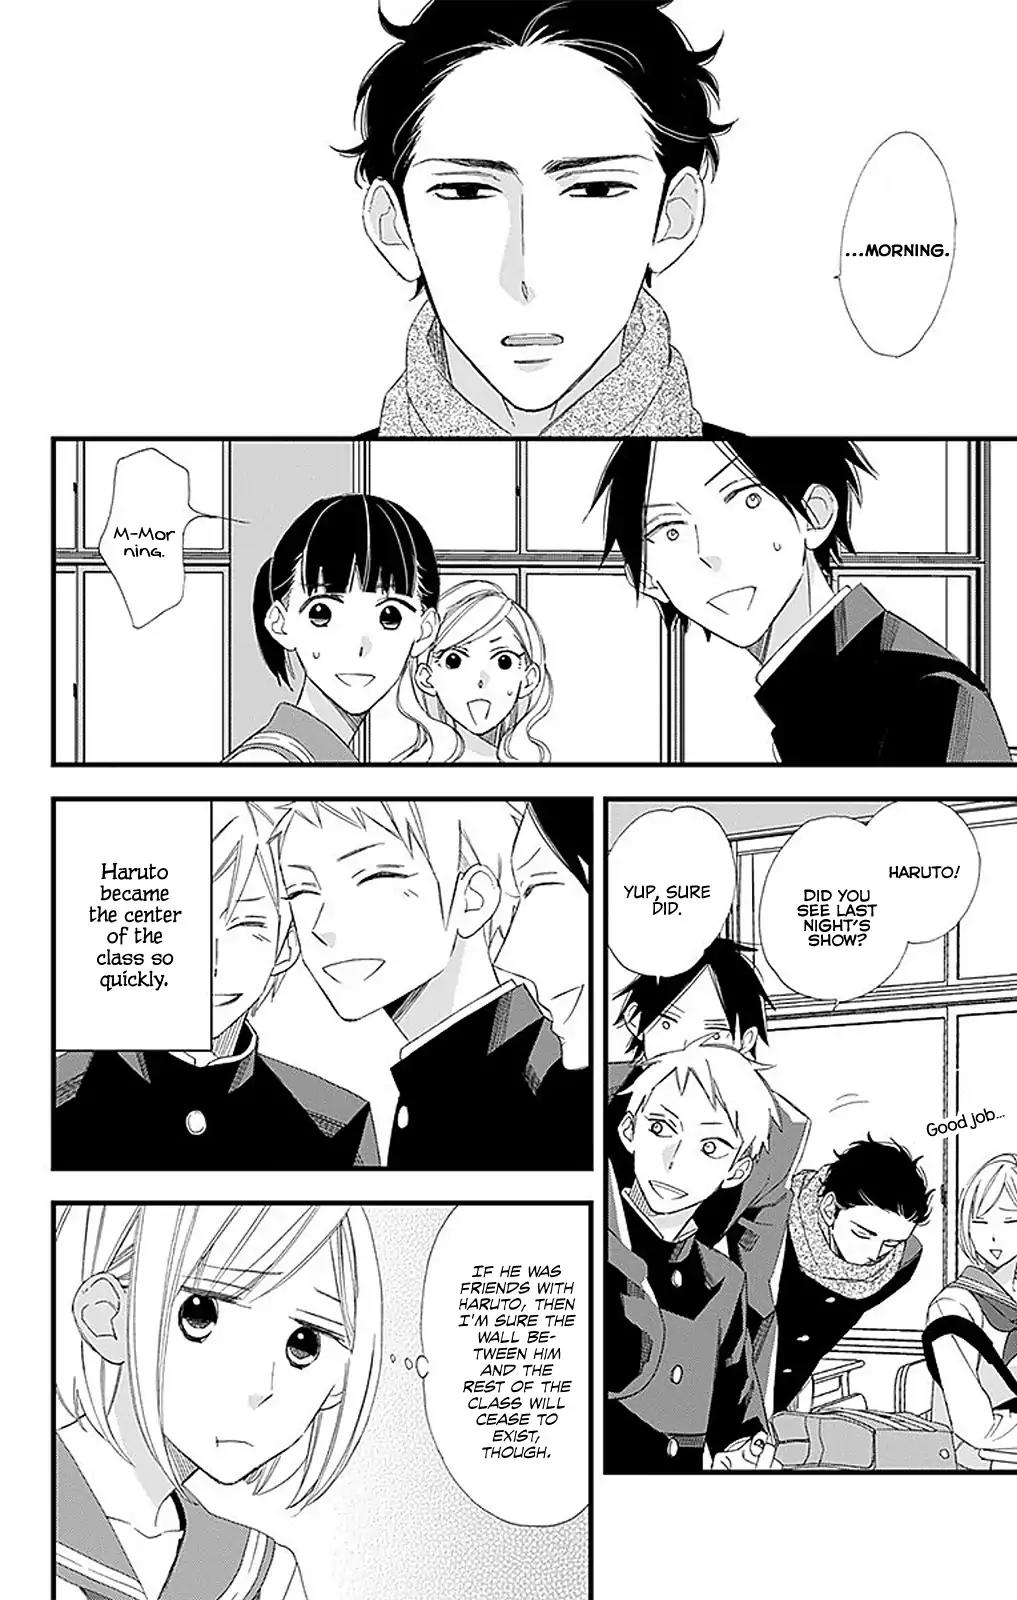 ...MORNING.
M-Mor
ning.
HARUTO!
DID YOU
SEE LAST
NIGHT'S
SHOW?
YUP, SURE
DID.
Good job...
Haruto
became
the center
of the
class so
quickly.
IF HE WAS
FRIENDS WITH
HARUTO, THEN
I'M SURE THE
WALL BE-
TWEEN HIM
AND THE
REST OF THE
CLASS WILL
CEASE TO
EXIST,
THOUGH.